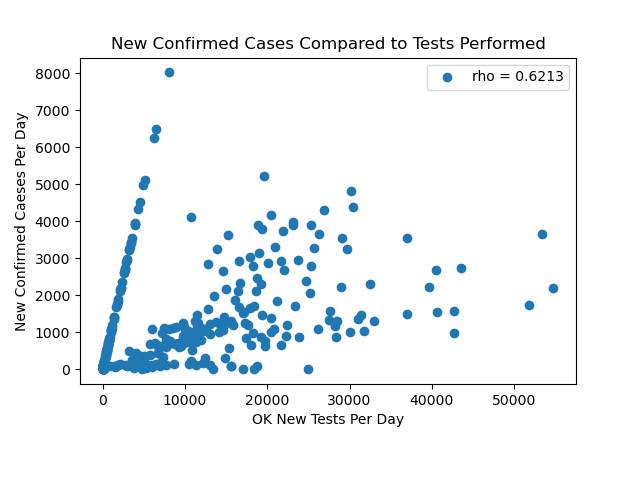 New Confirmed Cases Compared to Tests Performed
rho = 0.6213
New Confirmed Caeses Per Day
8000
7000
6000
5000
4000
3000
2000
1000
0
0 10000 20000 30000 40000 50000
OK New Tests Per Day